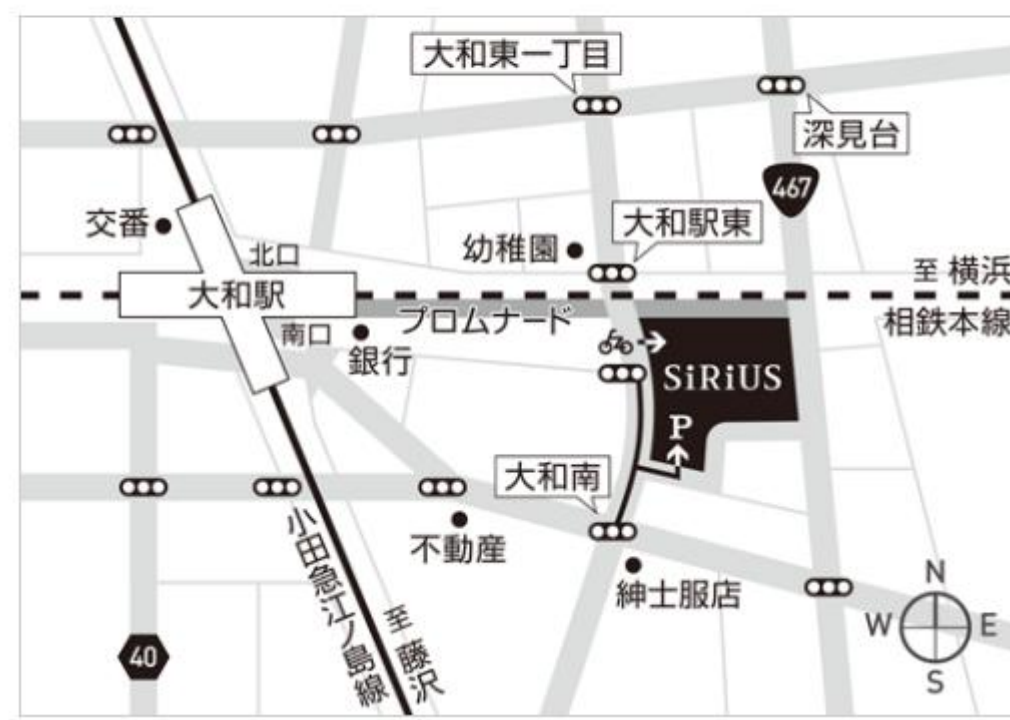 大和東一丁目
深見台
467
交番
北口
幼稚園
大和駅東
至 横浜
大和駅
プロムナード
相鉄本線
南口
銀行
SiRiUS
P
大和南
不動産
紳士服店
小田急江ノ島線
至 藤沢
40
N
W
E
S